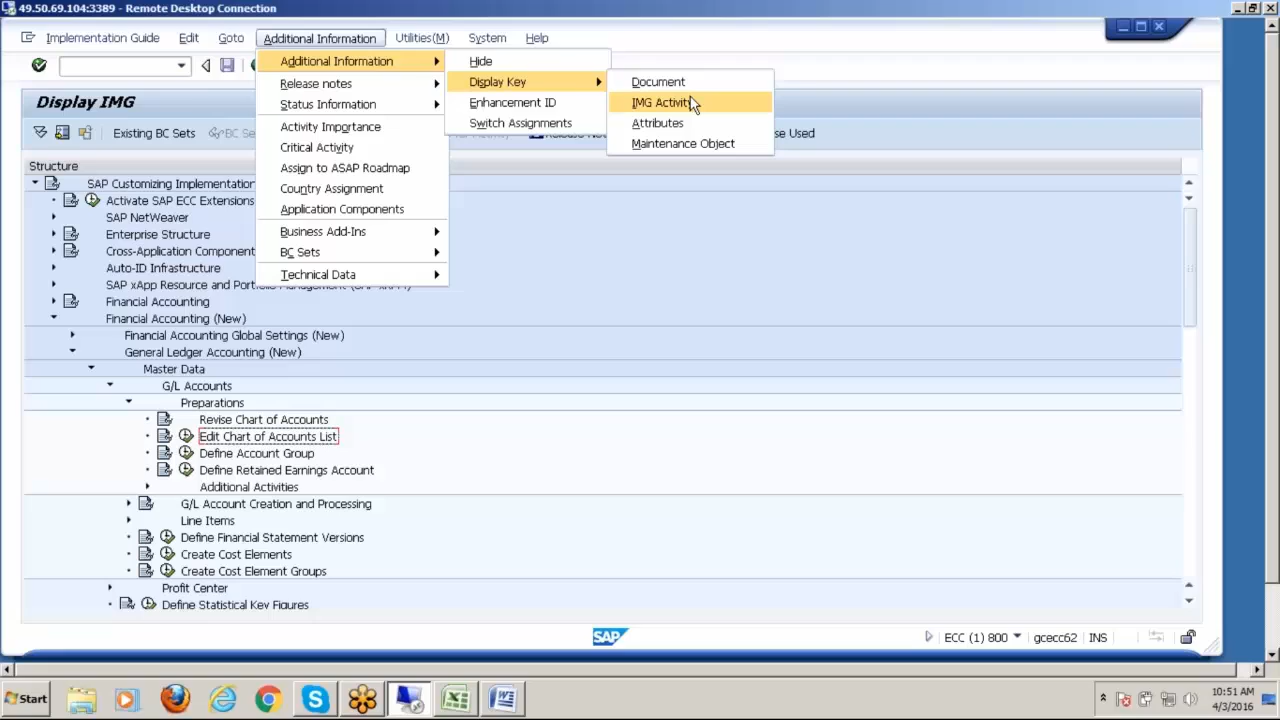 49.50.69.104:3389 - Remote Desktop Connection
Implementation Guide Edit Goto Additional Information Utilities(M) System Help
Additional Information Hide
Display Key Document
Release notes
Status Information Enhancement ID IMG Activity
Display IMG
Activity Importance Switch Assignments Attributes
Existing BC Sets
Critical Activity Maintenance Object
Structure
Assign to ASAP Roadmap
SAP Customizing Implementation
Country Assignment
Activate SAP ECC Extensions
Application Components
SAP NetWeaver
Enterprise Structure Business Add-Ins
Cross-Application Component BC Sets
Auto-ID Infrastructure Technical Data
SAP xApp Resource and Portfolio Management (SAP xRPM)
Financial Accounting
Financial Accounting (New)
Financial Accounting Global Settings (New)
General Ledger Accounting (New)
Master Data
G/L Accounts
Preparations
Revise Chart of Accounts
Edit Chart of Accounts List
Define Account Group
Define Retained Earnings Account
Additional Activities
G/L Account Creation and Processing
Line Items
Define Financial Statement Versions
Create Cost Elements
Create Cost Element Groups
Profit Center
Define Statistical Key Figures
SAP ECC (1) 800 gcecc62 INS
Start 10:51 AM
4/3/2016